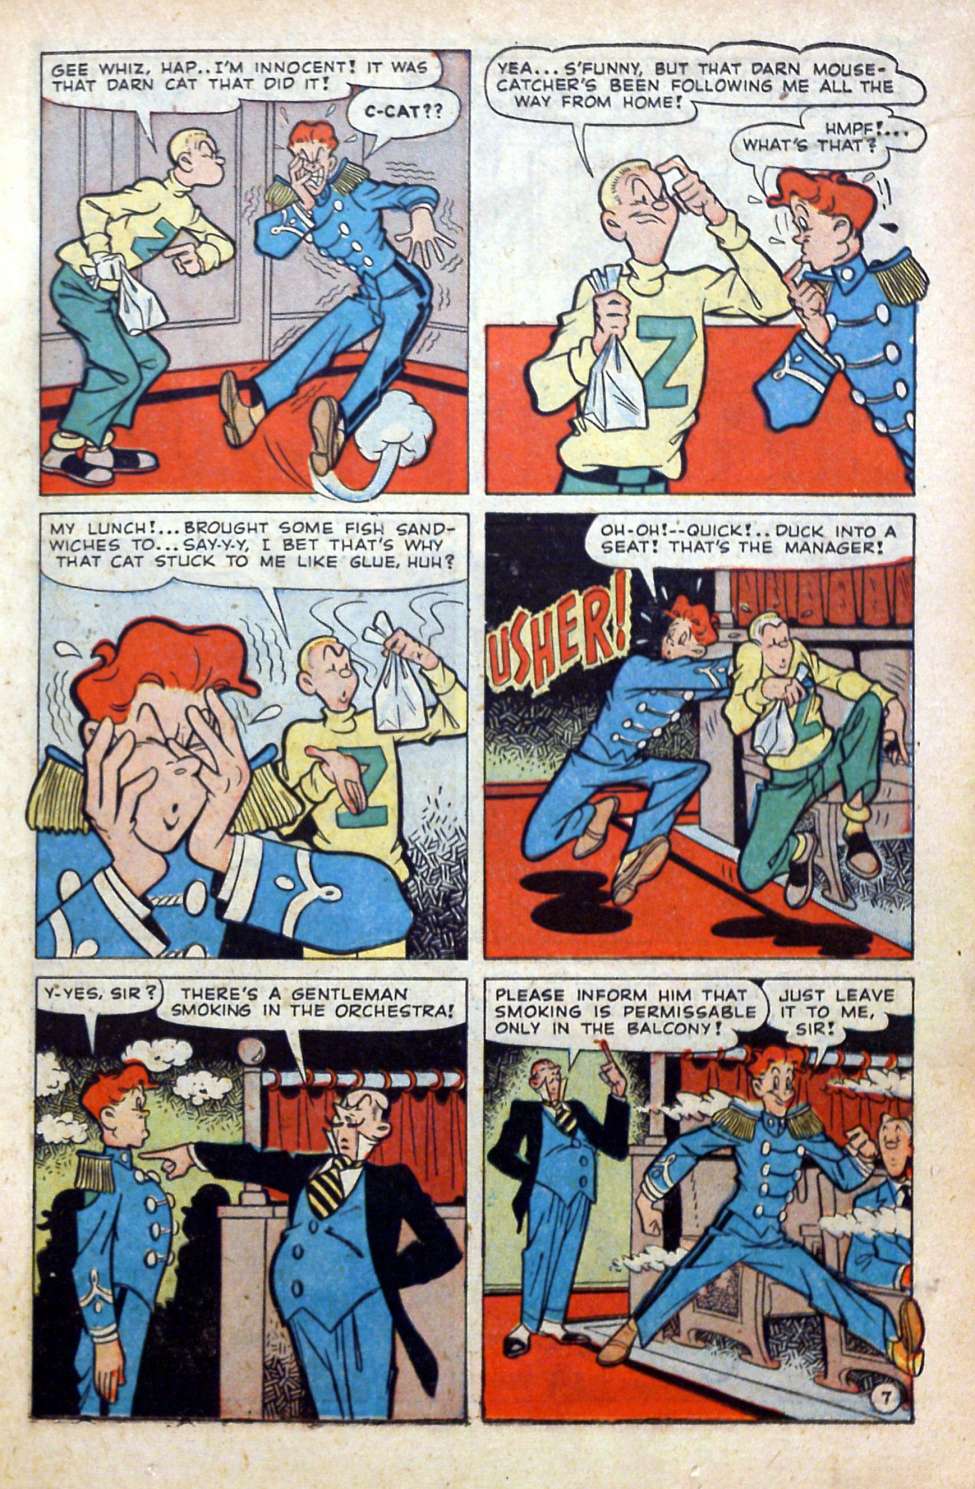 GEE WHIZ, HAP..I'M INNOCENT! IT WAS
THAT DARN CAT THAT DID IT!
C-CAT??
Z
YEA... S'FUNNY, BUT THAT DARN MOUSE-
CATCHER'S BEEN FOLLOWING ME ALL THE
WAY FROM HOME!
HMPF!...
WHAT'S THAT?
Z
MY LUNCH!...BROUGHT SOME FISH SAND-
WICHES TO...SAY-Y-Y, I BET THAT'S WHY
THAT CAT STUCK TO ME LIKE GLUE, HUH?
Z
OH-OH!--QUICK!..DUCK INTO A
SEAT! THAT'S THE MANAGER!
USHER!
Z
Y-YES, SIR?
THERE'S A GENTLEMAN
SMOKING IN THE ORCHESTRA!
PLEASE INFORM HIM THAT
SMOKING IS PERMISSABLE
ONLY IN THE BALCONY!
JUST LEAVE
IT TO ME,
SIR!
7